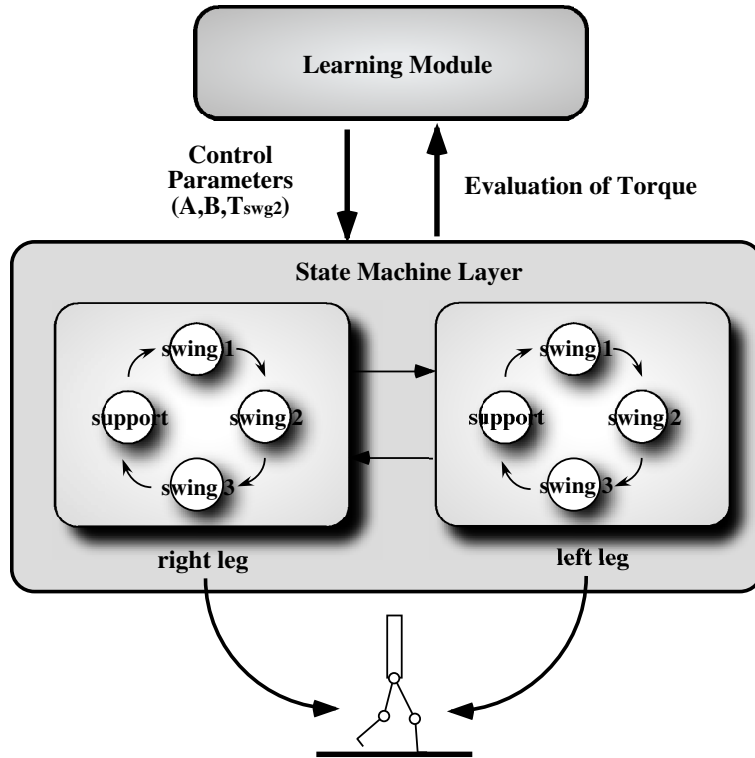 Learning Module
Control
Parameters
(A,B,Tswg2)
Evaluation of Torque
State Machine Layer
swing 1
support
swing 2
swing 3
swing 1
support
swing 2
swing 3
right leg
left leg